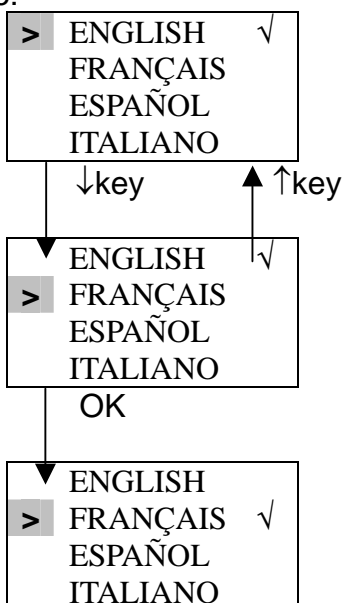 > ENGLISH √
FRANÇAIS
ESPAÑOL
ITALIANO
↓key ↑key
ENGLISH √
> FRANÇAIS
ESPAÑOL
ITALIANO
OK
ENGLISH
> FRANÇAIS √
ESPAÑOL
ITALIANO